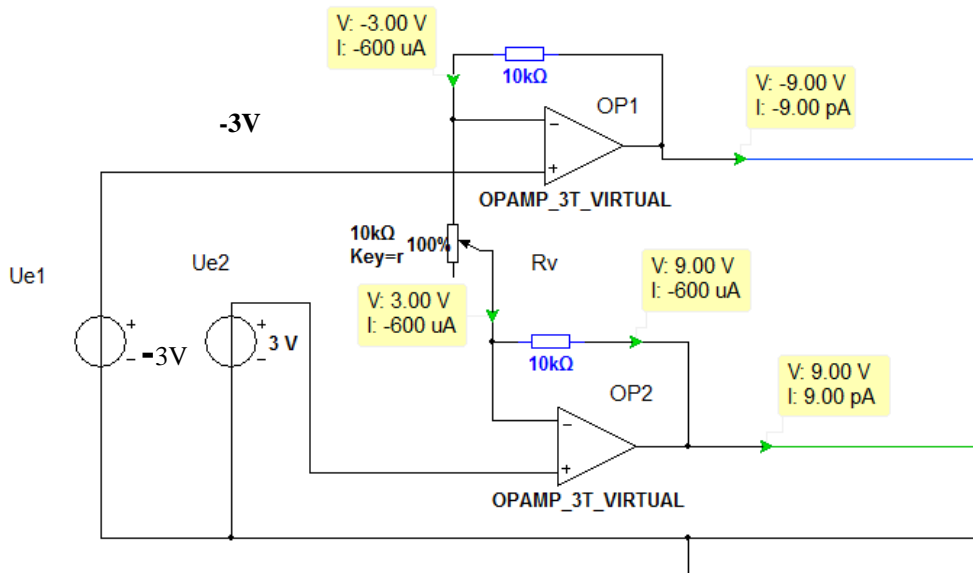 V: -3.00 V
I: -600 uA
10kΩ
OP1
V: -9.00 V
I: -9.00 pA
-3V
−
+
OPAMP_3T_VIRTUAL
10kΩ
100%
Key=r
Rv
Ue1
Ue2
V: 3.00 V
I: -600 uA
V: 9.00 V
I: -600 uA
+
−
-3V
+
−
3 V
10kΩ
OP2
V: 9.00 V
I: 9.00 pA
−
+
OPAMP_3T_VIRTUAL